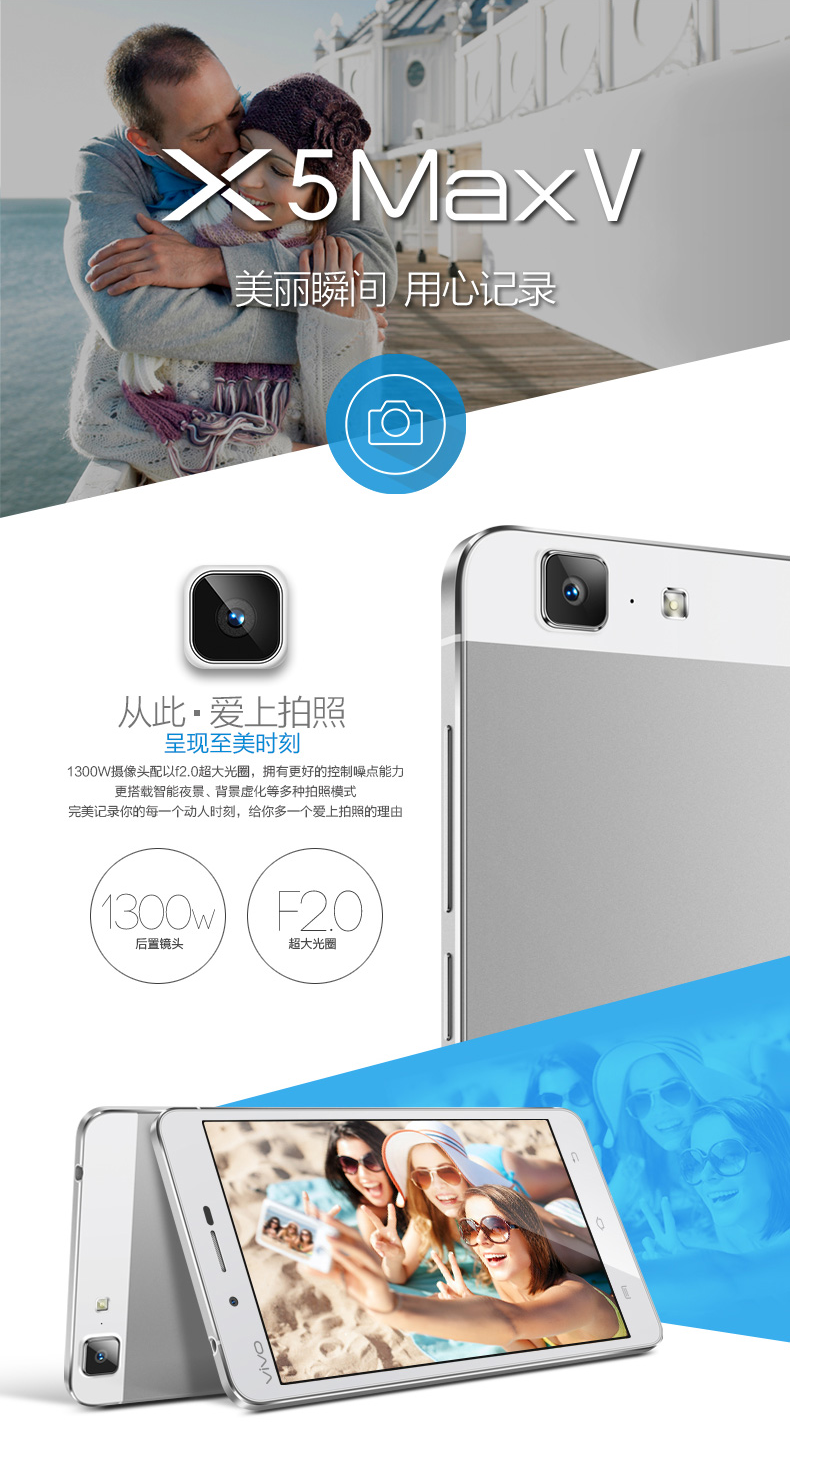 X5Max V
美丽瞬间 用心记录
从此·爱上拍照
呈现至美时刻
1300W摄像头配以f2.0超大光圈，拥有更好的控制噪点能力
更搭载智能夜景、背景虚化等多种拍照模式
完美记录你的每一个动人时刻，给你多一个爱上拍照的理由
1300W
后置镜头
F2.0
超大光圈
vivo